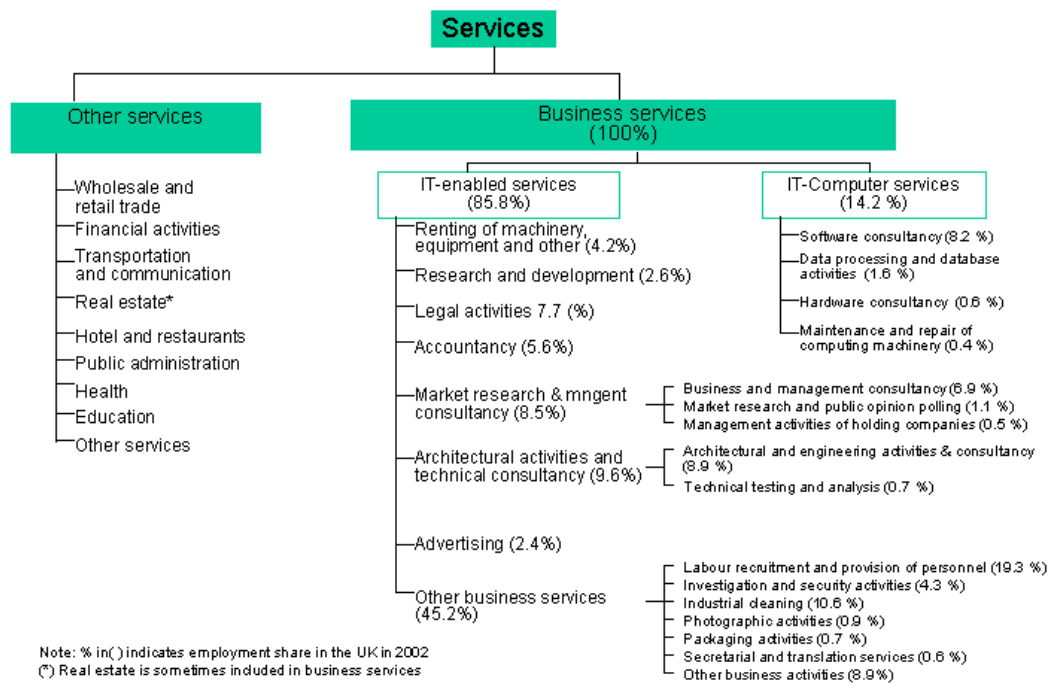 Services
Other services
Wholesale and
retail trade
Financial activities
Transportation
and communication
Real estate*
Hotel and restaurants
Public administration
Health
Education
Other services
Business services
(100%)
IT-enabled services
(85.8%)
Renting of machinery,
equipment and other (4.2%)
Research and development (2.6%)
Legal activities 7.7 (%)
Accountancy (5.6%)
Market research & mngent
consultancy (8.5%)
Business and management consultancy (6.9 %)
Market research and public opinion polling (1.1 %)
Management activities of holding companies (0.5 %)
Architectural activities and
technical consultancy (9.6%)
Architectural and engineering activities & consultancy
(8.9 %)
Technical testing and analysis (0.7 %)
Advertising (2.4%)
Other business services
(45.2%)
Labour recruitment and provision of personnel (19.3 %)
Investigation and security activities (4.3 %)
Industrial cleaning (10.6 %)
Photographic activities (0.9 %)
Packaging activities (0.7 %)
Secretarial and translation services (0.6 %)
Other business activities (8.9%)
IT-Computer services
(14.2 %)
Software consultancy (8.2 %)
Data processing and database
activities (1.6 %)
Hardware consultancy (0.6 %)
Maintenance and repair of
computing machinery (0.4 %)
Note: % in( ) indicates employment share in the UK in 2002
(*) Real estate is sometimes included in business services